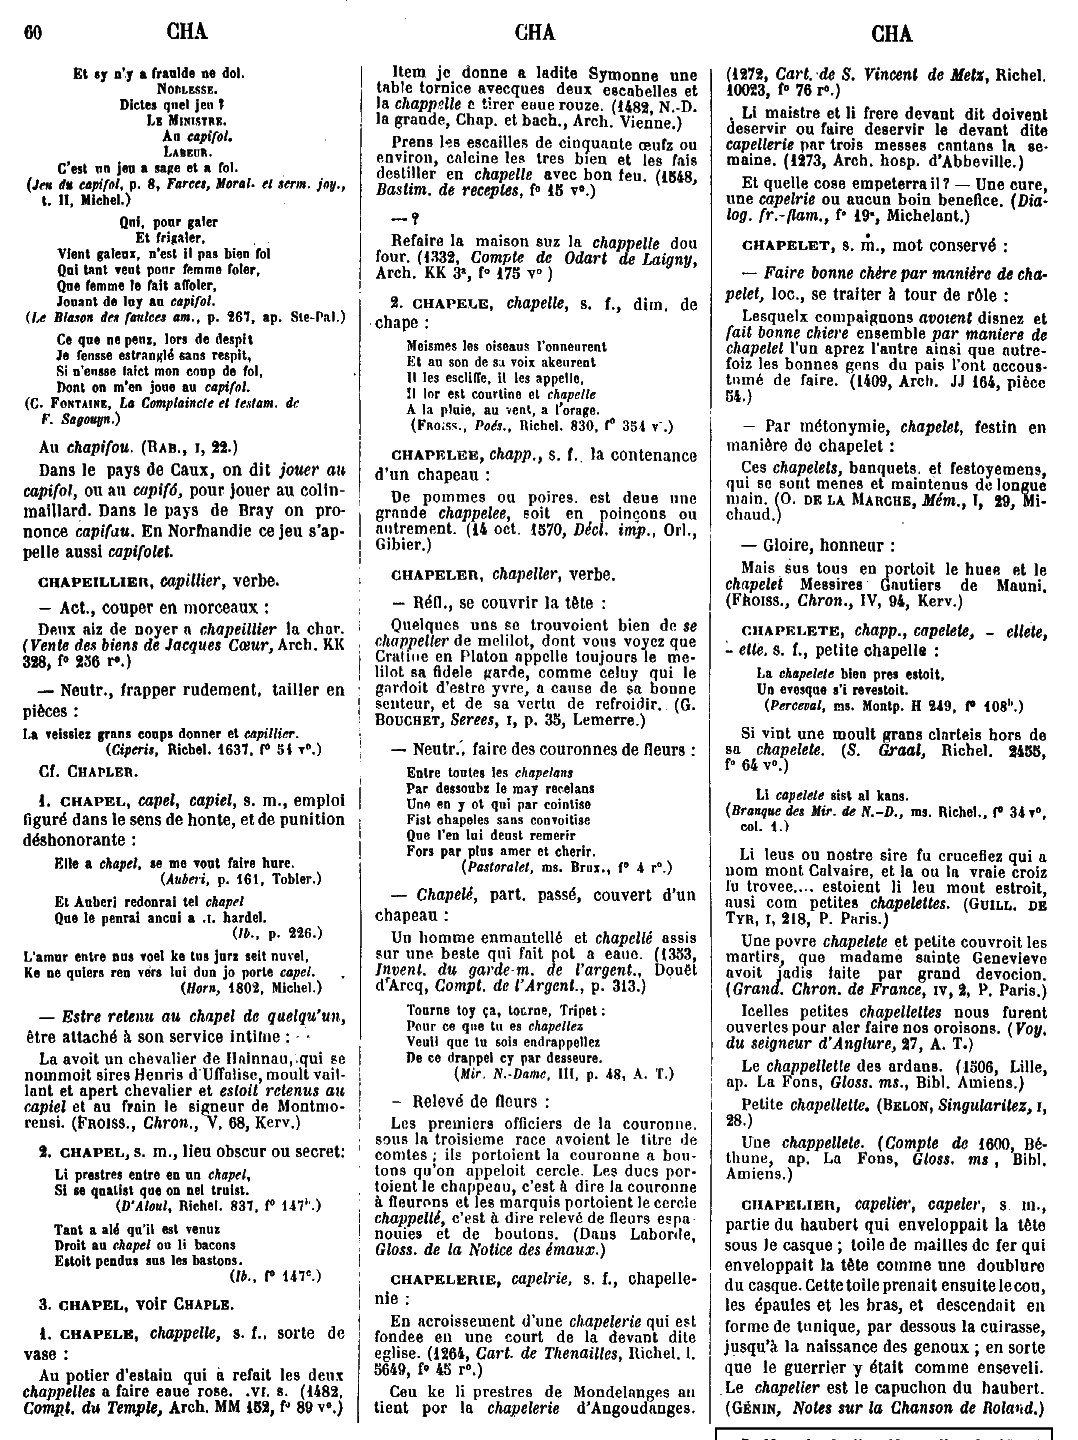 60
CHA
CHA
CHA
Et sy n'y a fraulde ne dol.
NOBLESSE.
Dictes quel jeu ?
LE MINISTRE.
Au capifol.
LABEUR.
C'est un jeu a sage et a fol.
(Jeu du capifol, p. 8, Farces, Moral. et serm. joy.,
t. II, Michel.)
Qui, pour galer
Et frigaler,
Vient galeux, n'est il pas bien fol
Qui tant veut pour femme foler,
Que femme le fait affoler,
Jouant de luy au capifol.
(Le Blason des faulces am., p. 267, ap. Ste-Pal.)
Ce que ne peuz, lors de despit
Je fensse estranglé sans respit,
Si n'ensse faict mon coup de fol,
Dont on m'en joue au capifol.
(C. FONTAINE, La Complaincte et testam. de
F. Sagouyn.)
Au chapifou. (RAB., I, 22.)
Dans le pays de Caux, on dit jouer au
capifol, ou au capifó, pour jouer au colin-
maillard. Dans le pays de Bray on pro-
nonce capifau. En Normandie ce jeu s'ap-
pelle aussi capifolet.
CHAPEILLIER, capillier, verbe.
— Act., couper en morceaux :
Deux aiz de noyer a chapeillier la char.
(Vente des biens de Jacques Cœur, Arch. KK
328, f° 236 r°.)
— Neutr., frapper rudement, tailler en
pièces :
La veissiez grans coups donner et capillier.
(Ciperis, Richel. 1637, f° 51 v°.)
Cf. CHAPLER.
1. CHAPEL, capel, capiel, s. m., emploi
figuré dans le sens de honte, et de punition
déshonorante :
Elle a chapel, se me vout faire hure.
(Auberi, p. 161, Tobler.)
Et Auberi redonrai tel chapel
Que le penrai ancui a .I. hardel.
(Ib., p. 226.)
L'amur entre nus voel ke tus jurz seit nuvel,
Ke ne quiers ren vers lui dun jo porte capel.
(Horn, 1802, Michel.)
— Estre retenu au chapel de quelqu'un,
être attaché à son service intime :
La avoit un chevalier de Hainnau, qui se
nommoit sires Henris d'Uffalise, moult vail-
lant et apert chevalier et estoit retenus au
capiel et au frain le signeur de Montmo-
rensi. (FROISS., Chron., V, 68, Kerv.)
2. CHAPEL, s. m., lieu obscur ou secret:
Li prestres entre en un chapel,
Si se quatist que on nel truist.
(D'Aloul, Richel. 837, f° 147b.)
Tant a alé qu'il est venuz
Droit au chapel ou li bacons
Estoit pendus sus les bastons.
(Ib., f° 147c.)
3. CHAPEL, voir CHAPLE.
1. CHAPELE, chappelle, s. f., sorte de
vase :
Au potier d'estain qui a refait les deux
chappelles a faire eaue rose. .VI. s. (1482,
Compt. du Temple, Arch. MM 152, f° 89 v°.)
Item je donne a ladite Symonne une
table tornice avecques deux escabelles et
la chappelle a tirer eaue rouze. (1482, N.-D.
la grande, Chap. et bach., Arch. Vienne.)
Prens les escailles de cinquante œufz ou
environ, calcine les tres bien et les fais
destiller en chapelle avec bon feu. (1548,
Bastim. de receptes, f° 15 v°.)
— ?
Refaire la maison suz la chappelle dou
four. (1332, Compte de Odart de Laigny,
Arch. KK 3a, f° 175 v° )
2. CHAPELE, chapelle, s. f., dim. de
chape :
Meismes les oiseaus l'onneurent
Et au son de sa voix akeurent
Il les escliffe, il les appelle,
Il lor est courtine et chapelle
A la pluie, au vent, a l'orage.
(FROISS., Poés., Richel. 830, f° 354 v°.)
CHAPELEE, chapp., s. f., la contenance
d'un chapeau :
De pommes ou poires. est deue une
grande chappelee, soit en poinçons ou
autrement. (14 oct. 1570, Décl. imp., Orl.,
Gibier.)
CHAPELER, chapeller, verbe.
— Réfl., se couvrir la tête :
Quelques uns se trouvoient bien de se
chappeller de melilot, dont vous voyez que
Cratine en Platon appelle toujours le me-
lilot sa fidele garde, comme celuy qui le
gardoit d'estre yvre, a cause de sa bonne
senteur, et de sa vertu de refroidir. (G.
BOUCHET, Serees, I, p. 35, Lemerre.)
— Neutr., faire des couronnes de fleurs :
Entre toutes les chapelans
Par dessoubz le may recelans
Une en y ot qui par cointise
Fist chapeles sans convoitise
Que l'en lui deust remerir
Fors par plus amer et cherir.
(Pastoralet, ms. Brux., f° 4 r°.)
— Chapelé, part. passé, couvert d'un
chapeau :
Un homme enmantellé et chapellé assis
sur une beste qui fait pot a eaue. (1353,
Invent. du garde-m. de l'argent., Douët
d'Arcq, Compt. de l'Argent., p. 313.)
Tourne toy ça, tourne, Tripet :
Pour ce que tu es chapellez
Veuil que tu sois endrappellez
De ce drappel cy par desseure.
(Mir. N.-Dame, III, p. 48, A. T.)
— Relevé de fleurs :
Les premiers officiers de la couronne,
sous la troisieme race avoient le titre de
comtes ; ils portoient la couronne a bou-
tons qu'on appeloit cercle. Les ducs por-
toient le chappeau, c'est à dire la couronne
à fleurons et les marquis portoient le cercle
chappellé, c'est à dire relevé de fleurs espa-
nouies et de boutons. (Dans Laborde,
Gloss. de la Notice des émaux.)
CHAPELERIE, capelrie, s. f., chapelle-
nie :
En acroissement d'une chapelerie qui est
fondee en une court de la devant dite
eglise. (1264, Cart. de Thenailles, Richel. l.
5649, f° 45 r°.)
Ceu ke li prestres de Mondelanges au
tient por la chapelerie d'Angoudanges.
(1272, Cart. de S. Vincent de Metz, Richel.
10023, f° 76 r°.)
Li maistre et li frere devant dit doivent
deservir ou faire deservir le devant dite
capellerie par trois messes cantans la se-
maine. (1273, Arch. hosp. d'Abbeville.)
Et quelle cose empeterra il? — Une cure,
une capelrie ou aucun boin benefice. (Dia-
log. fr.-flam., f° 19a, Michelant.)
CHAPELET, s. m., mot conservé :
— Faire bonne chère par manière de cha-
pelet, loc., se traiter à tour de rôle :
Lesquelx compaignons avoient disnez et
fait bonne chiere ensemble par maniere de
chapelet l'un aprez l'autre ainsi que autre-
foiz les bonnes gens du pais l'ont accous-
tumé de faire. (1409, Arch. JJ 164, pièce
54.)
— Par métonymie, chapelet, festin en
manière de chapelet :
Ces chapelets, banquets. et festoyemens,
qui se sont menes et maintenus de longue
main. (O. DE LA MARCHE, Mém., I, 29, Mi-
chaud.)
— Gloire, honneur :
Mais sus tous en portoit le huee et le
chapelet Messires Gautiers de Mauni.
(FROISS., Chron., IV, 94, Kerv.)
CHAPELETE, chapp., capelete, - ellete,
- ette. s. f., petite chapelle :
La chapelete bien pres estoit,
Un evesque s'i revestoit.
(Perceval, ms. Montp. H 249, f° 108b.)
Si vint une moult grans clarteis hors de
sa chapelete. (S. Graal, Richel. 2455,
f° 64 v°.)
Li capelete sist al kans.
(Branque des Mir. de N.-D., ms. Richel., f° 34 v°,
col. 1.)
Li leus ou nostre sire fu crucefiez qui a
nom mont Calvaire, et la ou la vraie croiz
fu trovee.... estoient li leu mout estroit,
ausi com petites chapelettes. (GUILL. DE
TYR, I, 218, P. Paris.)
Une povre chapelete et petite couvroit les
martirs, que madame sainte Genevieve
avoit jadis faite par grand devocion.
(Grand. Chron. de France, IV, 2, P. Paris.)
Icelles petites chapellettes nous furent
ouvertes pour aler faire nos oroisons. (Voy.
du seigneur d'Anglure, 27, A. T.)
Le chappelletle des ardans. (1506, Lille,
ap. La Fons, Gloss. ms., Bibl. Amiens.)
Petite chapellette. (BELON, Singularitez, I,
28.)
Une chappellete. (Compte de 1600, Bé-
thune, ap. La Fons, Gloss. ms , Bibl.
Amiens.)
CHAPELIER, capelier, capeler, s. m.,
partie du haubert qui enveloppait la tête
sous le casque ; toile de mailles de fer qui
enveloppait la tête comme une doublure
du casque. Cette toile prenait ensuite le cou,
les épaules et les bras, et descendait en
forme de tunique, par dessous la cuirasse,
jusqu'à la naissance des genoux ; en sorte
que le guerrier y était comme enseveli.
Le chapelier est le capuchon du haubert.
(GÉNIN, Notes sur la Chanson de Roland.)